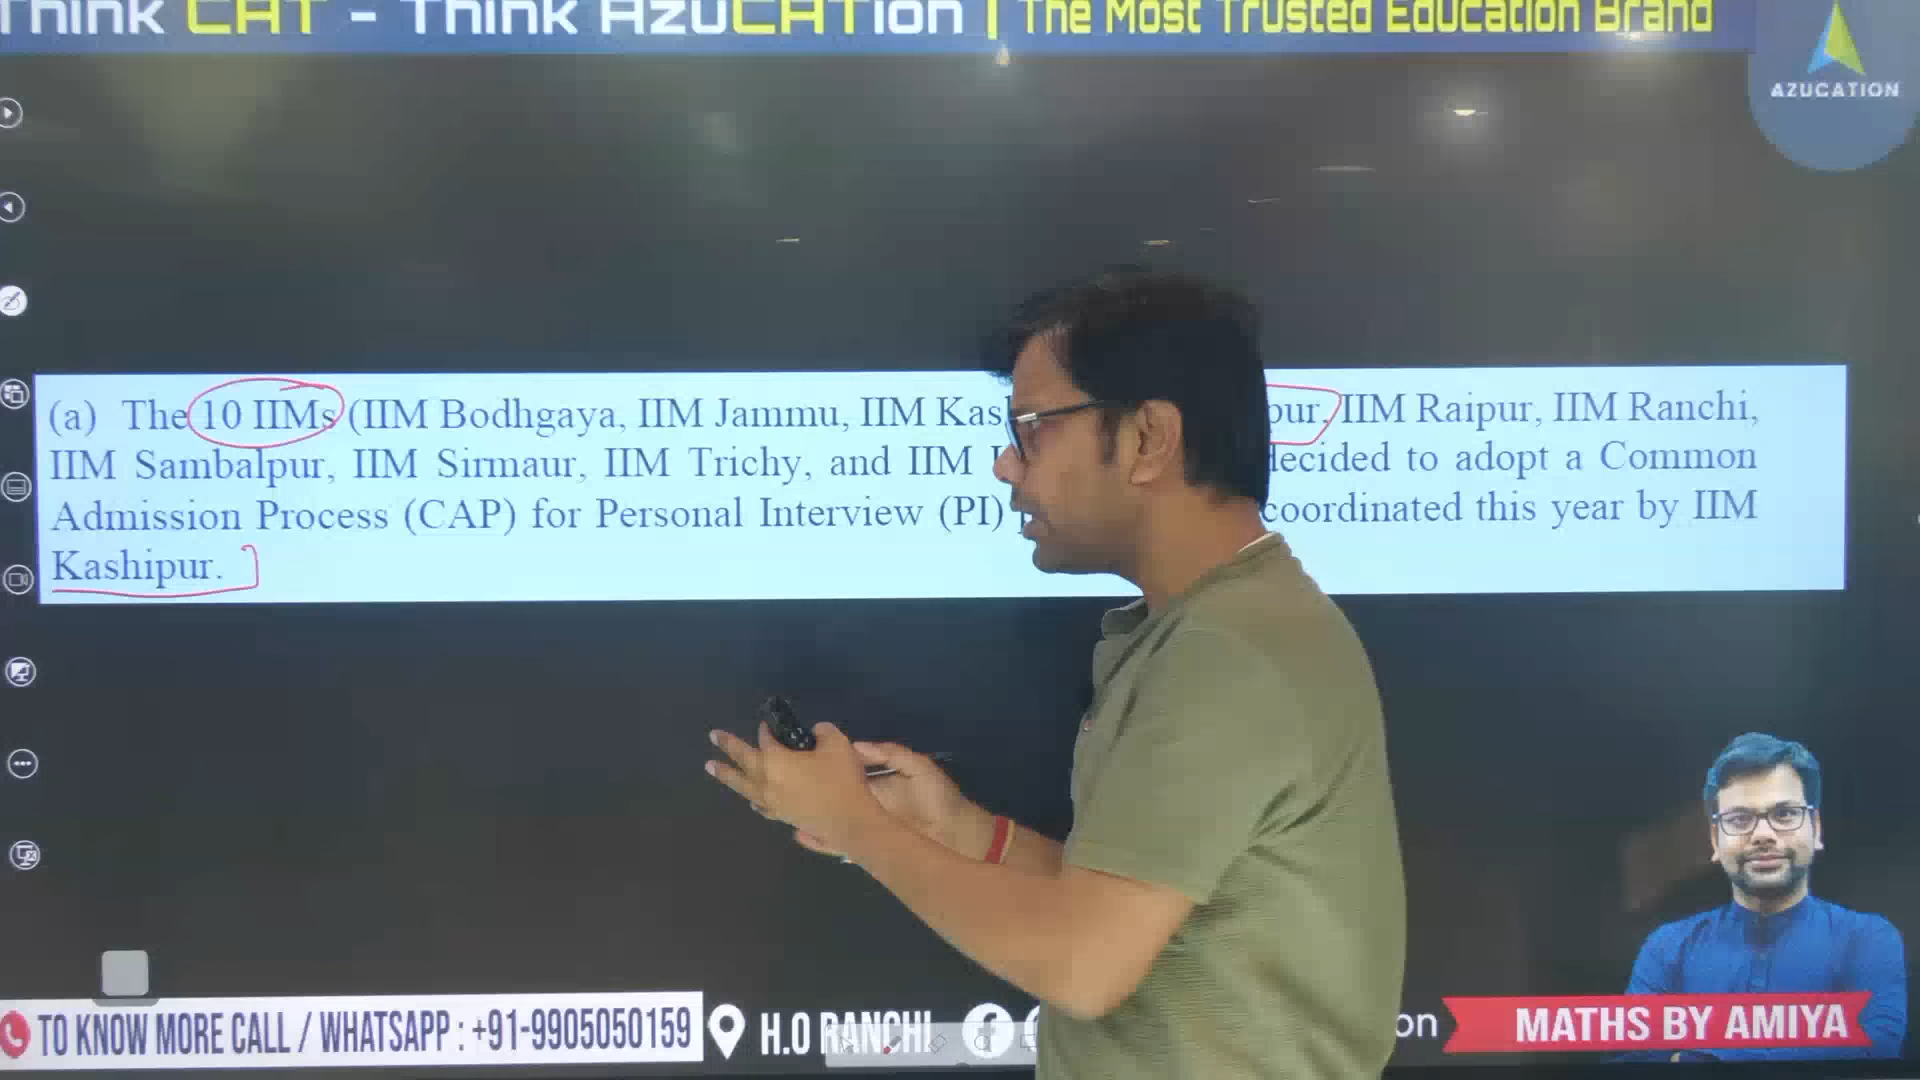 Think CAT - Think AzuCATion | The Most Trusted Education Brand
AZUCATION
(a) The 10 IIMs (IIM Bodhgaya, IIM Jammu, IIM Kas pur, IIM Raipur, IIM Ranchi,
IIM Sambalpur, IIM Sirmaur, IIM Trichy, and IIM decided to adopt a Common
Admission Process (CAP) for Personal Interview (PI) coordinated this year by IIM
Kashipur.
TO KNOW MORE CALL / WHATSAPP : +91-9905050159
H.O RANCHI
on
MATHS BY AMIYA